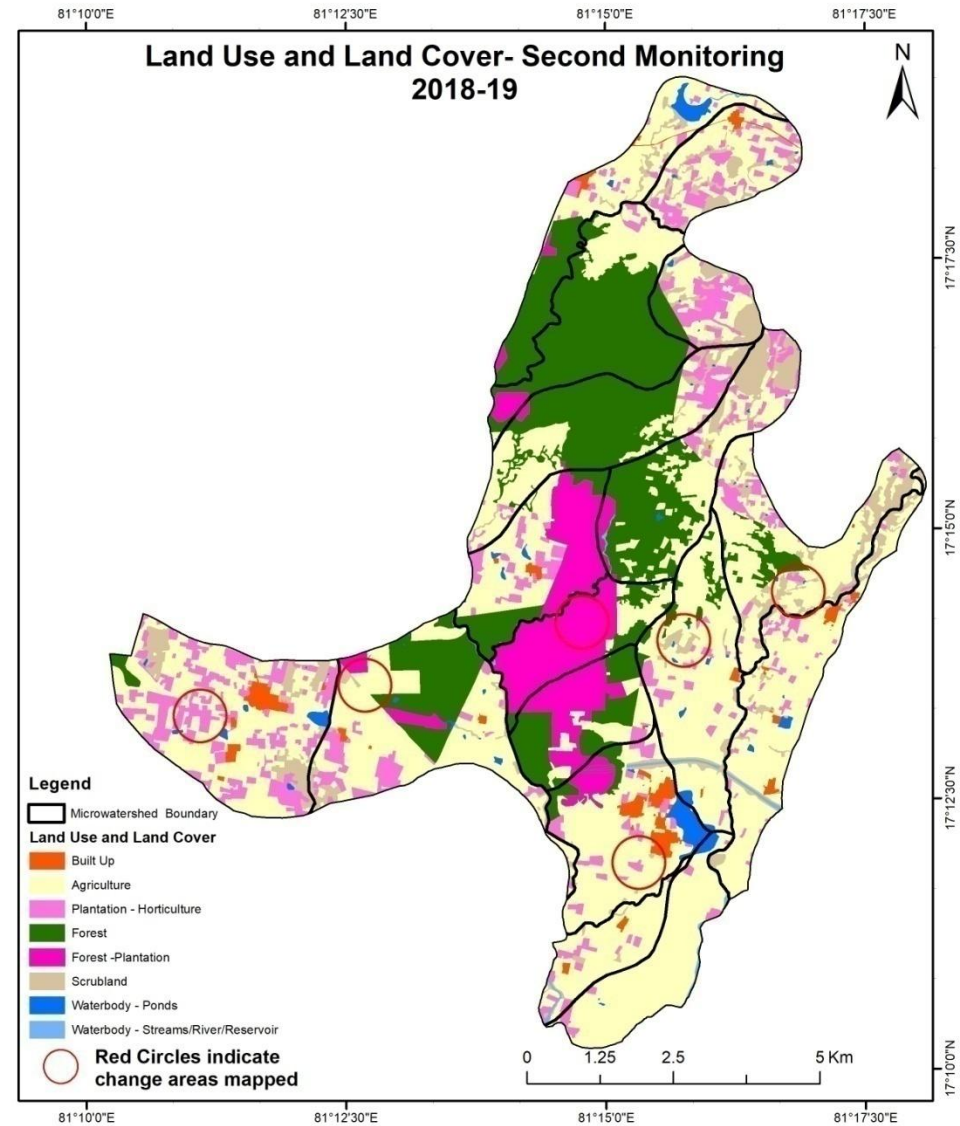 81°10'0"E 81°12'30"E 81°15'0"E 81°17'30"E
Land Use and Land Cover- Second Monitoring
2018-19
N
17°17'30"N
17°15'0"N
17°12'30"N
17°10'0"N
Legend
Microwatershed Boundary
Land Use and Land Cover
Built Up
Agriculture
Plantation - Horticulture
Forest
Forest -Plantation
Scrubland
Waterbody - Ponds
Waterbody - Streams/River/Reservoir
Red Circles indicate
change areas mapped
0 1.25 2.5 5 Km
81°10'0"E 81°12'30"E 81°15'0"E 81°17'30"E